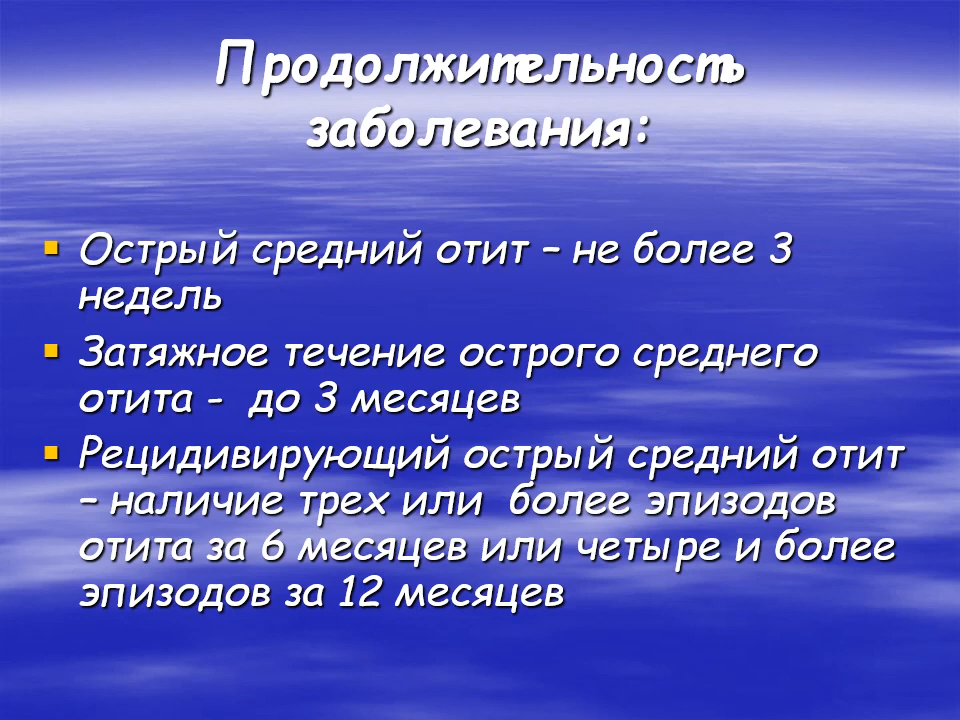 Продолжительность
заболевания:
Острый средний отит – не более 3
недель
Затяжное течение острого среднего
отита - до 3 месяцев
Рецидивирующий острый средний отит
– наличие трех или более эпизодов
отита за 6 месяцев или четыре и более
эпизодов за 12 месяцев